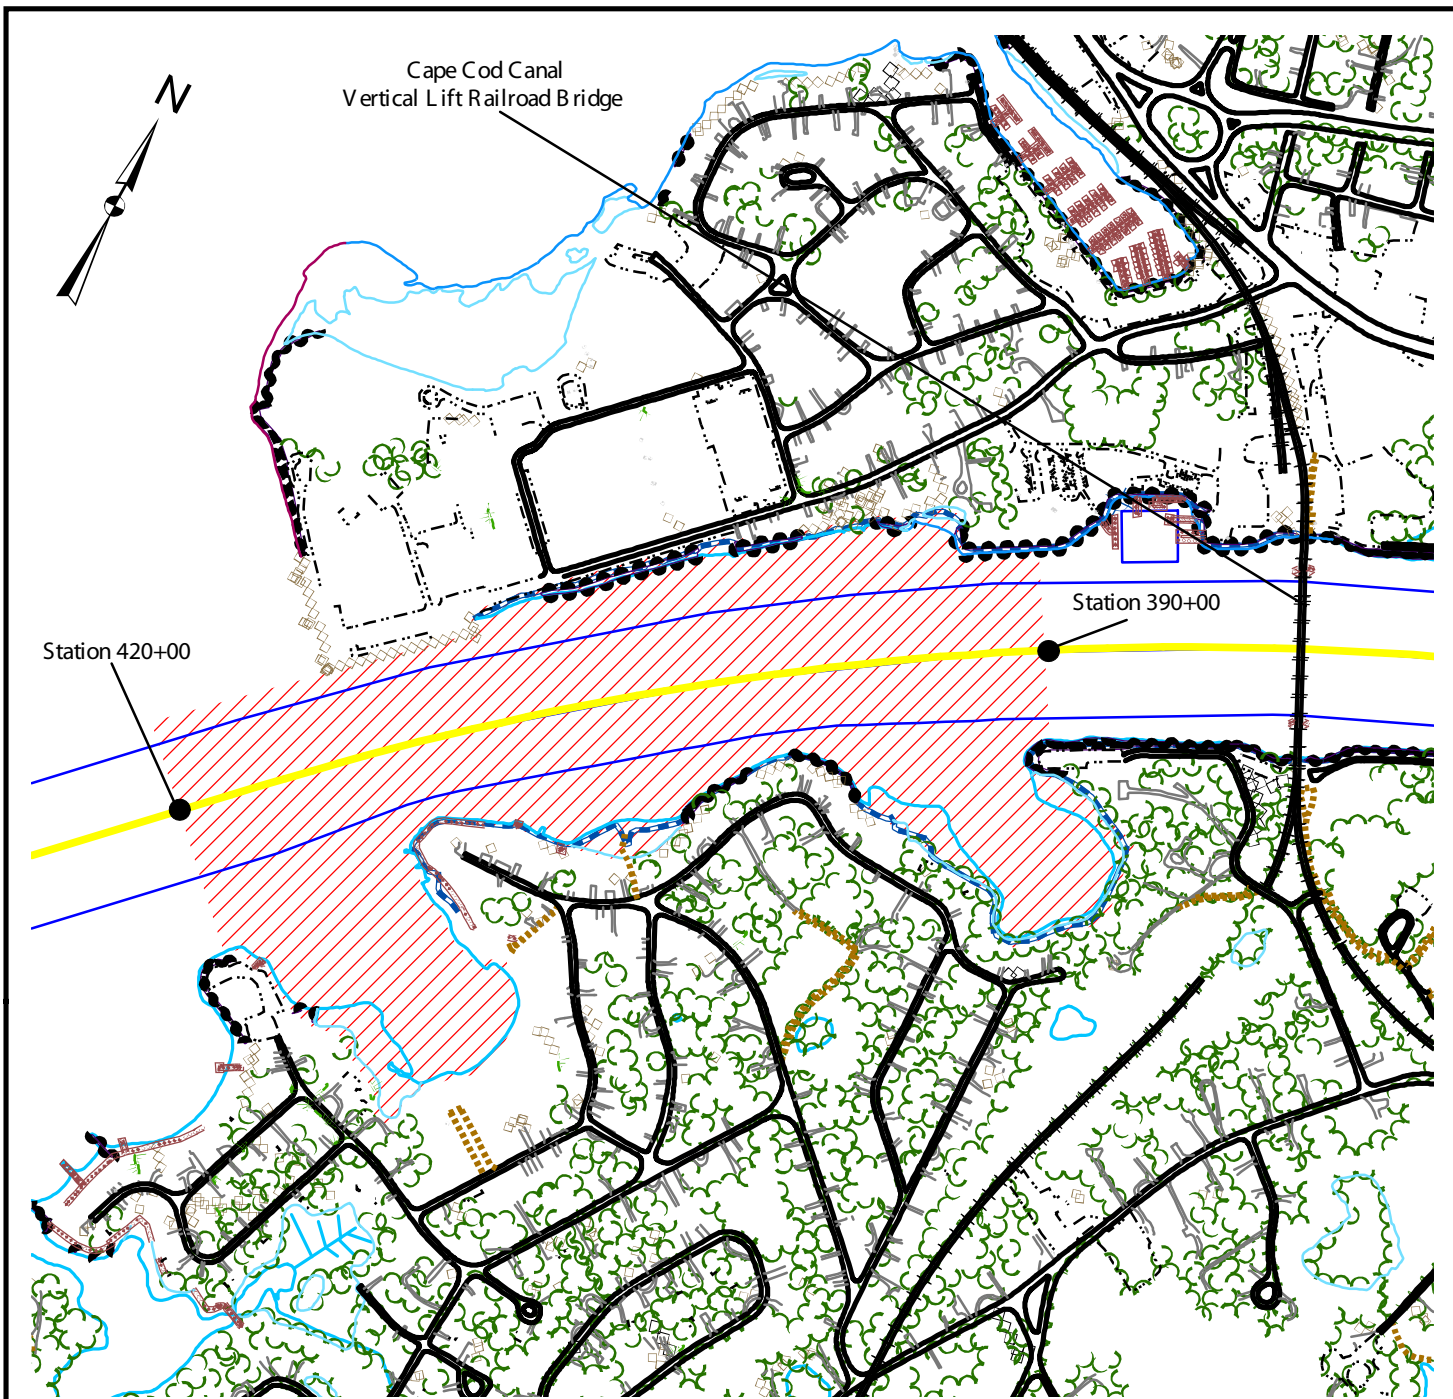 Cape Cod Canal
Vertical Lift Railroad Bridge
N
Station 390+00
Station 420+00